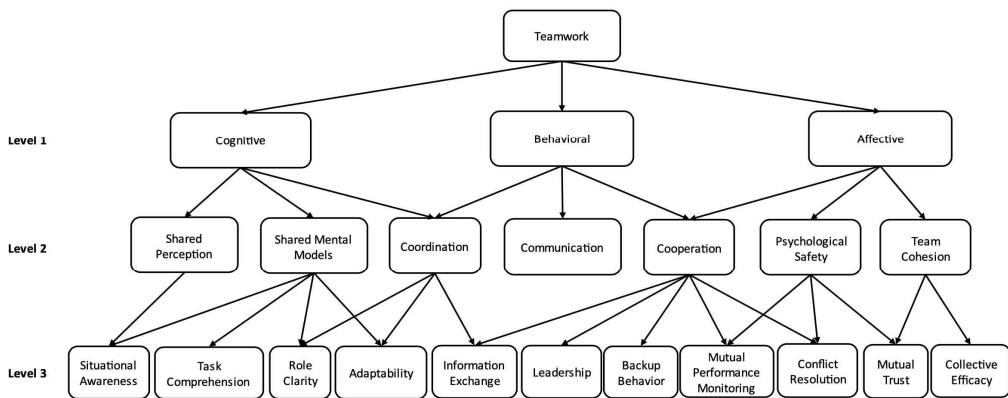 Teamwork
Level 1
Cognitive
Behavioral
Affective
Level 2
Shared
Perception
Shared Mental
Models
Coordination
Communication
Cooperation
Psychological
Safety
Team
Cohesion
Level 3
Situational
Awareness
Task
Comprehension
Role
Clarity
Adaptability
Information
Exchange
Leadership
Backup
Behavior
Mutual
Performance
Monitoring
Conflict
Resolution
Mutual
Trust
Collective
Efficacy